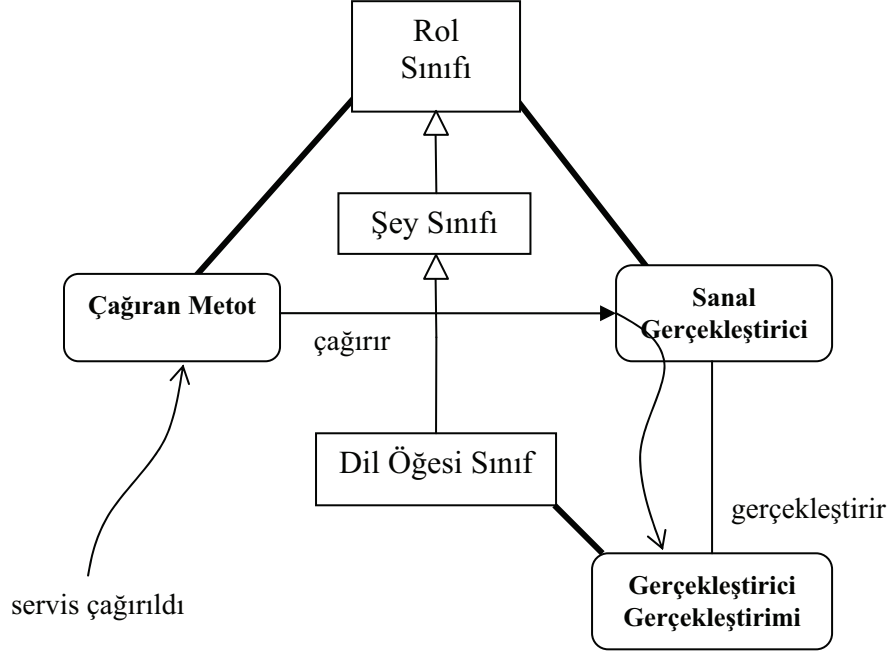 Rol
Sınıfı
Şey Sınıfı
Çağıran Metot
Sanal
Gerçekleştirici
çağırır
Dil Öğesi Sınıf
gerçekleştirir
Gerçekleştirici
Gerçekleştirimi
servis çağırıldı